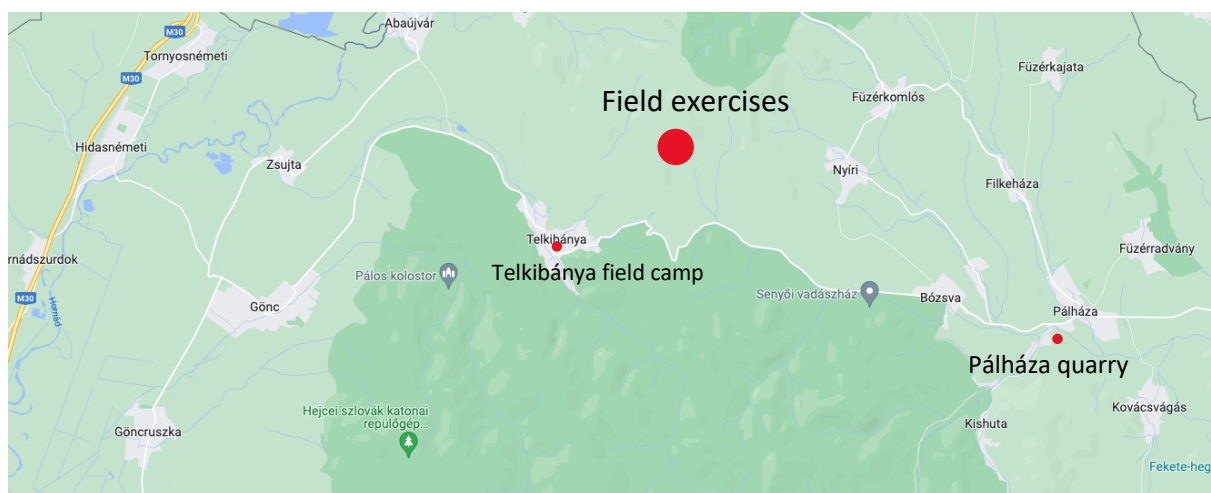 Abaújvár
M30
Tornyosnémeti
M30
Hidasnémeti
Zsujta
Field exercises
Füzérkomlós
Füzérkajata
Nyíri
Filkeháza
Telkibánya
Telkibánya field camp
Füzérradvány
rnádszurdok
M30
Hornád
Gönc
Pálos kolostor
Senyői vadászház
Bózsva
Pálháza
Pálháza quarry
Hejcei szlovák katonai
repülőgép...
Göncruszka
Kishuta
Kovácsvágás
Fekete-heg